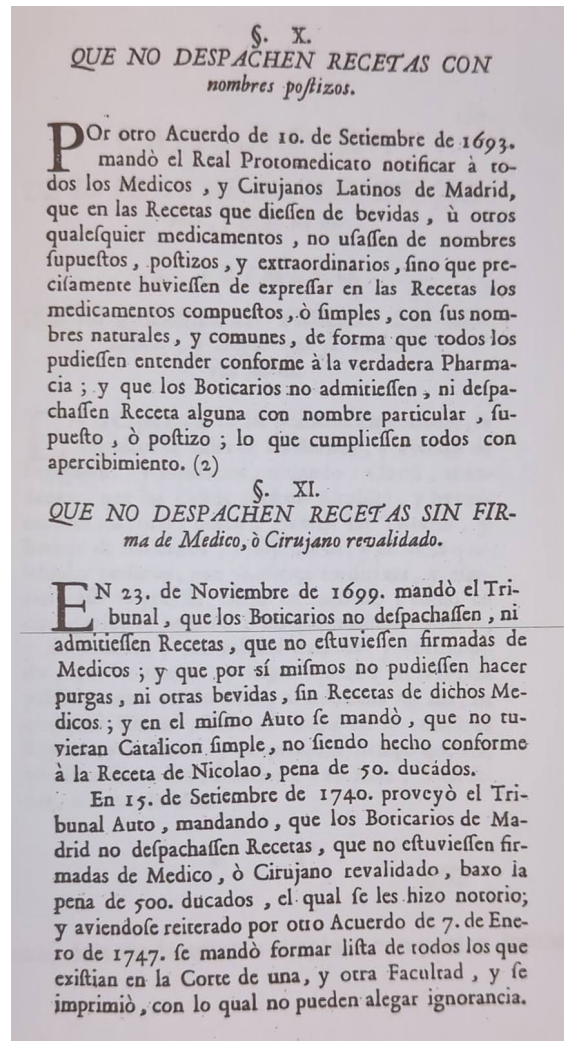 §. X.
QUE NO DESPACHEN RECETAS CON
nombres poſtizos.
POr otro Acuerdo de 10. de Setiembre de 1693.
mandò el Real Protomedicato notificar à to-
dos los Medicos , y Cirujanos Latinos de Madrid,
que en las Recetas que dieſſen de bevidas , ù otros
qualeſquier medicamentos , no uſaſſen de nombres
ſupueſtos , poſtizos , y extraordinarios , ſino que pre-
ciſamente huvieſſen de expreſſar en las Recetas los
medicamentos compueſtos , ò ſimples , con ſus nom-
bres naturales , y comunes , de forma que todos los
pudieſſen entender conforme à la verdadera Pharma-
cia ; y que los Boticarios no admitieſſen , ni deſpa-
chaſſen Receta alguna con nombre particular , ſu-
pueſto , ò poſtizo ; lo que cumplieſſen todos con
apercibimiento. (2)
§. XI.
QUE NO DESPACHEN RECETAS SIN FIR-
ma de Medico, ò Cirujano revalidado.
EN 23. de Noviembre de 1699. mandò el Tri-
bunal , que los Boticarios no deſpachaſſen , ni
admitieſſen Recetas , que no eſtuvieſſen firmadas de
Medicos ; y que por sí miſmos no pudieſſen hacer
purgas , ni otras bevidas , ſin Recetas de dichos Me-
dicos ; y en el miſmo Auto ſe mandò , que no tu-
vieran Catalicon ſimple , no ſiendo hecho conforme
à la Receta de Nicolao , pena de 50. ducádos.
En 15. de Setiembre de 1740. proveyò el Tri-
bunal Auto , mandando , que los Boticarios de Ma-
drid no deſpachaſſen Recetas , que no eſtuvieſſen fir-
madas de Medico , ò Cirujano revalidado , baxo la
pena de 500. ducados , el qual ſe les hizo notorio;
y aviendoſe reiterado por otro Acuerdo de 7. de Ene-
ro de 1747. ſe mandò formar liſta de todos los que
exiſtian en la Corte de una , y otra Facultad , y ſe
imprimiò , con lo qual no pueden alegar ignorancia.